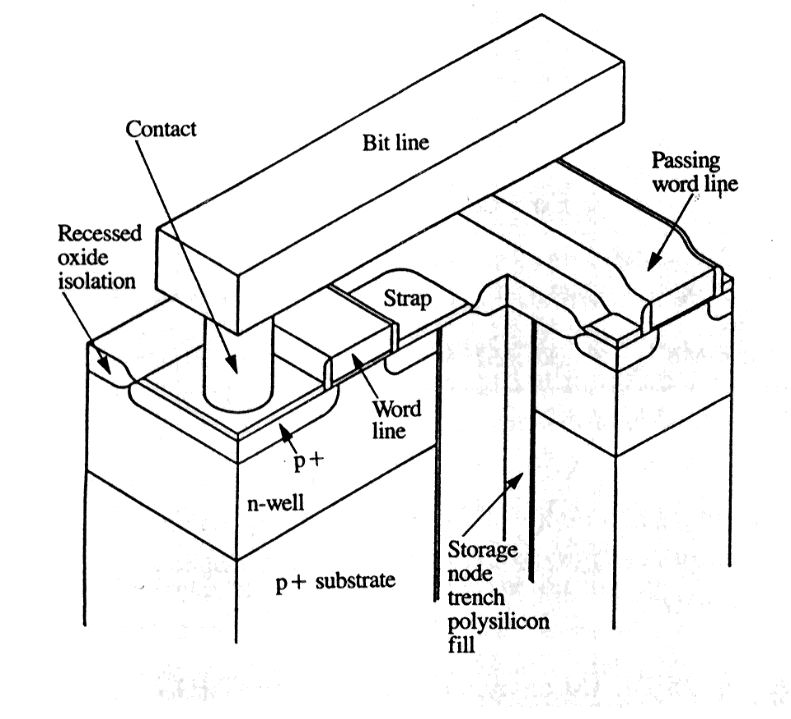 Contact
Bit line
Passing
word line
Recessed
oxide
isolation
Strap
Word
line
p+
n-well
p+ substrate
Storage
node
trench
polysilicon
fill